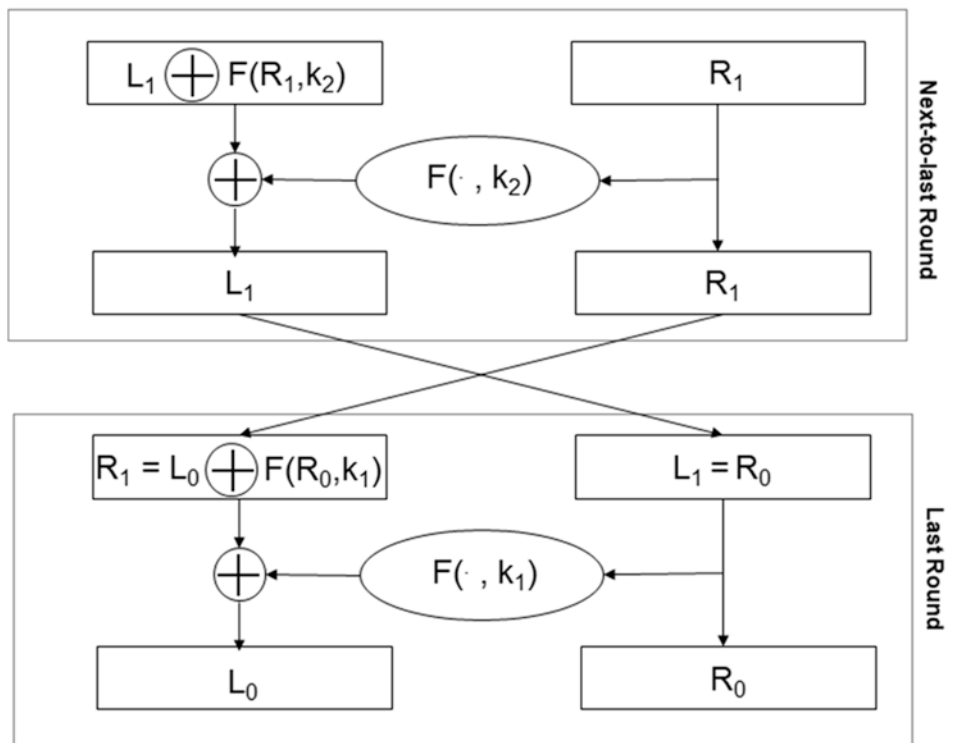 L₁ ⊕ F(R₁,k₂)
R₁
F(· , k₂)
L₁
R₁
Next-to-last Round
R₁ = L₀ ⊕ F(R₀,k₁)
L₁ = R₀
F(· , k₁)
L₀
R₀
Last Round